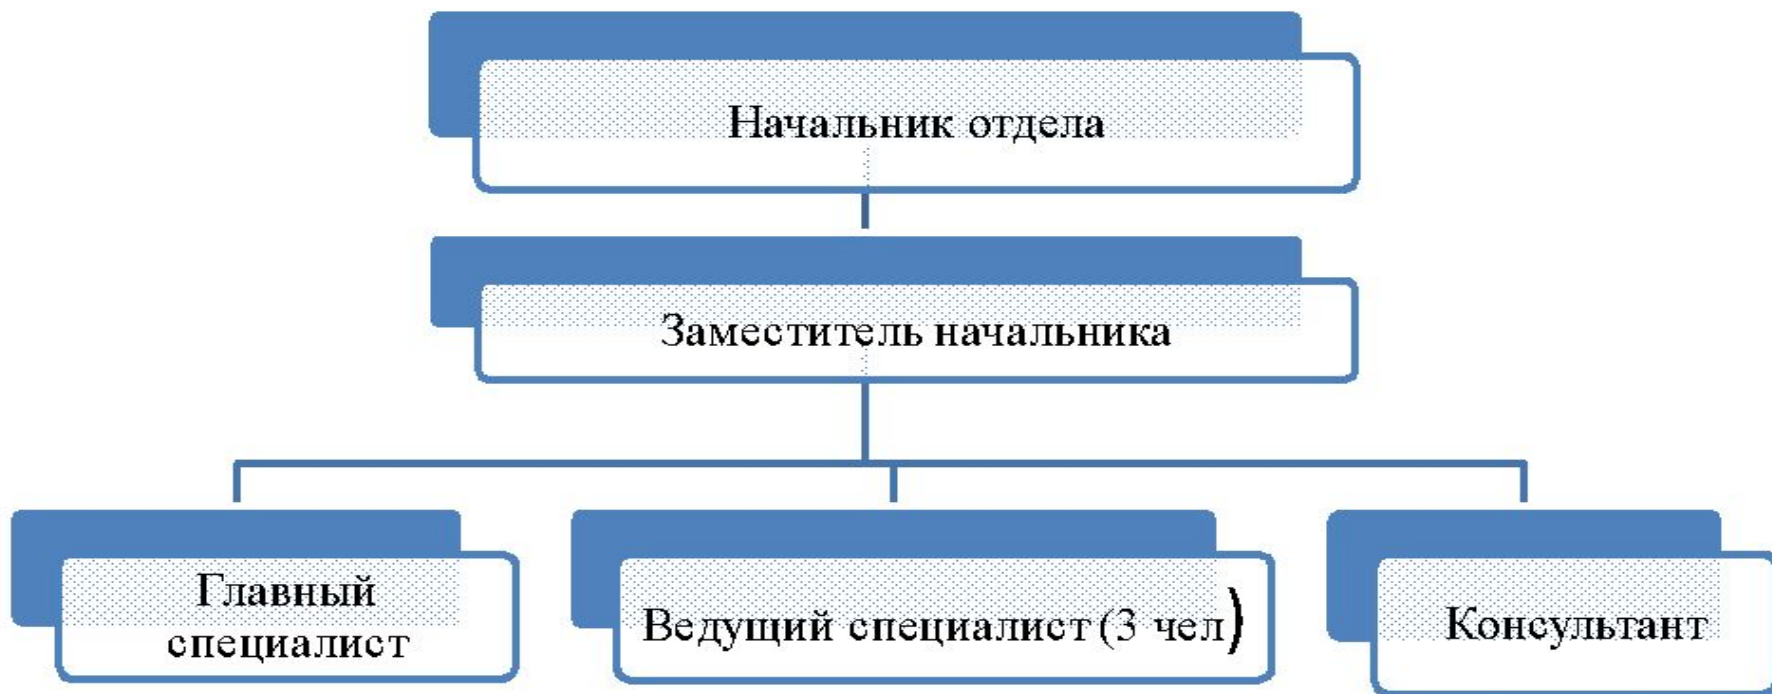 Начальник отдела
Заместитель начальника
Главный
специалист
Ведущий специалист (3 чел)
Консультант